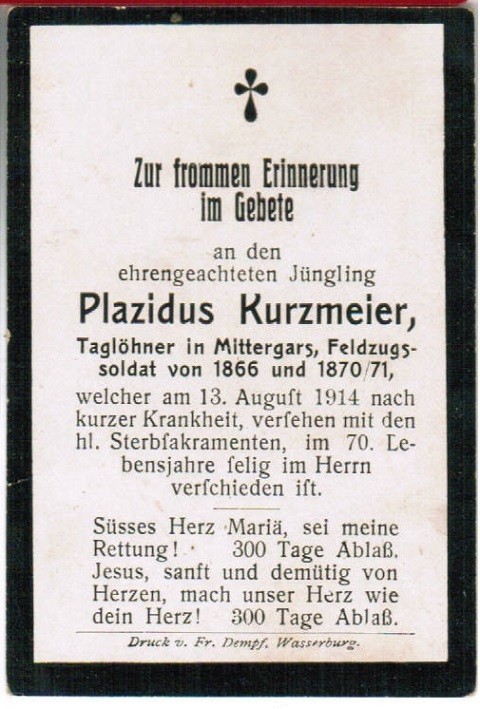 Zur frommen Erinnerung
im Gebete
an den
ehrengeachteten Jüngling
Plazidus Kurzmeier,
Taglöhner in Mittergars, Feldzugs-
soldat von 1866 und 1870/71,
welcher am 13. Auguſt 1914 nach
kurzer Krankheit, verſehen mit den
hl. Sterbſakramenten, im 70. Le-
bensjahre ſelig im Herrn
verſchieden iſt.
Süsses Herz Mariä, sei meine
Rettung! 300 Tage Ablaß.
Jesus, sanft und demütig von
Herzen, mach unser Herz wie
dein Herz! 300 Tage Ablaß.
Druck v. Fr. Dempf, Wasserburg.